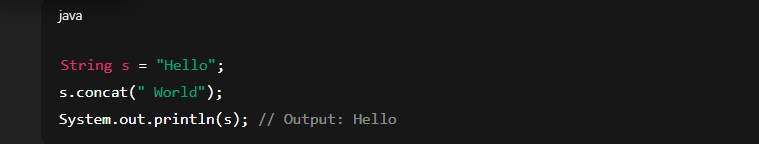 java
String s = "Hello";
s.concat(" World");
System.out.println(s); // Output: Hello